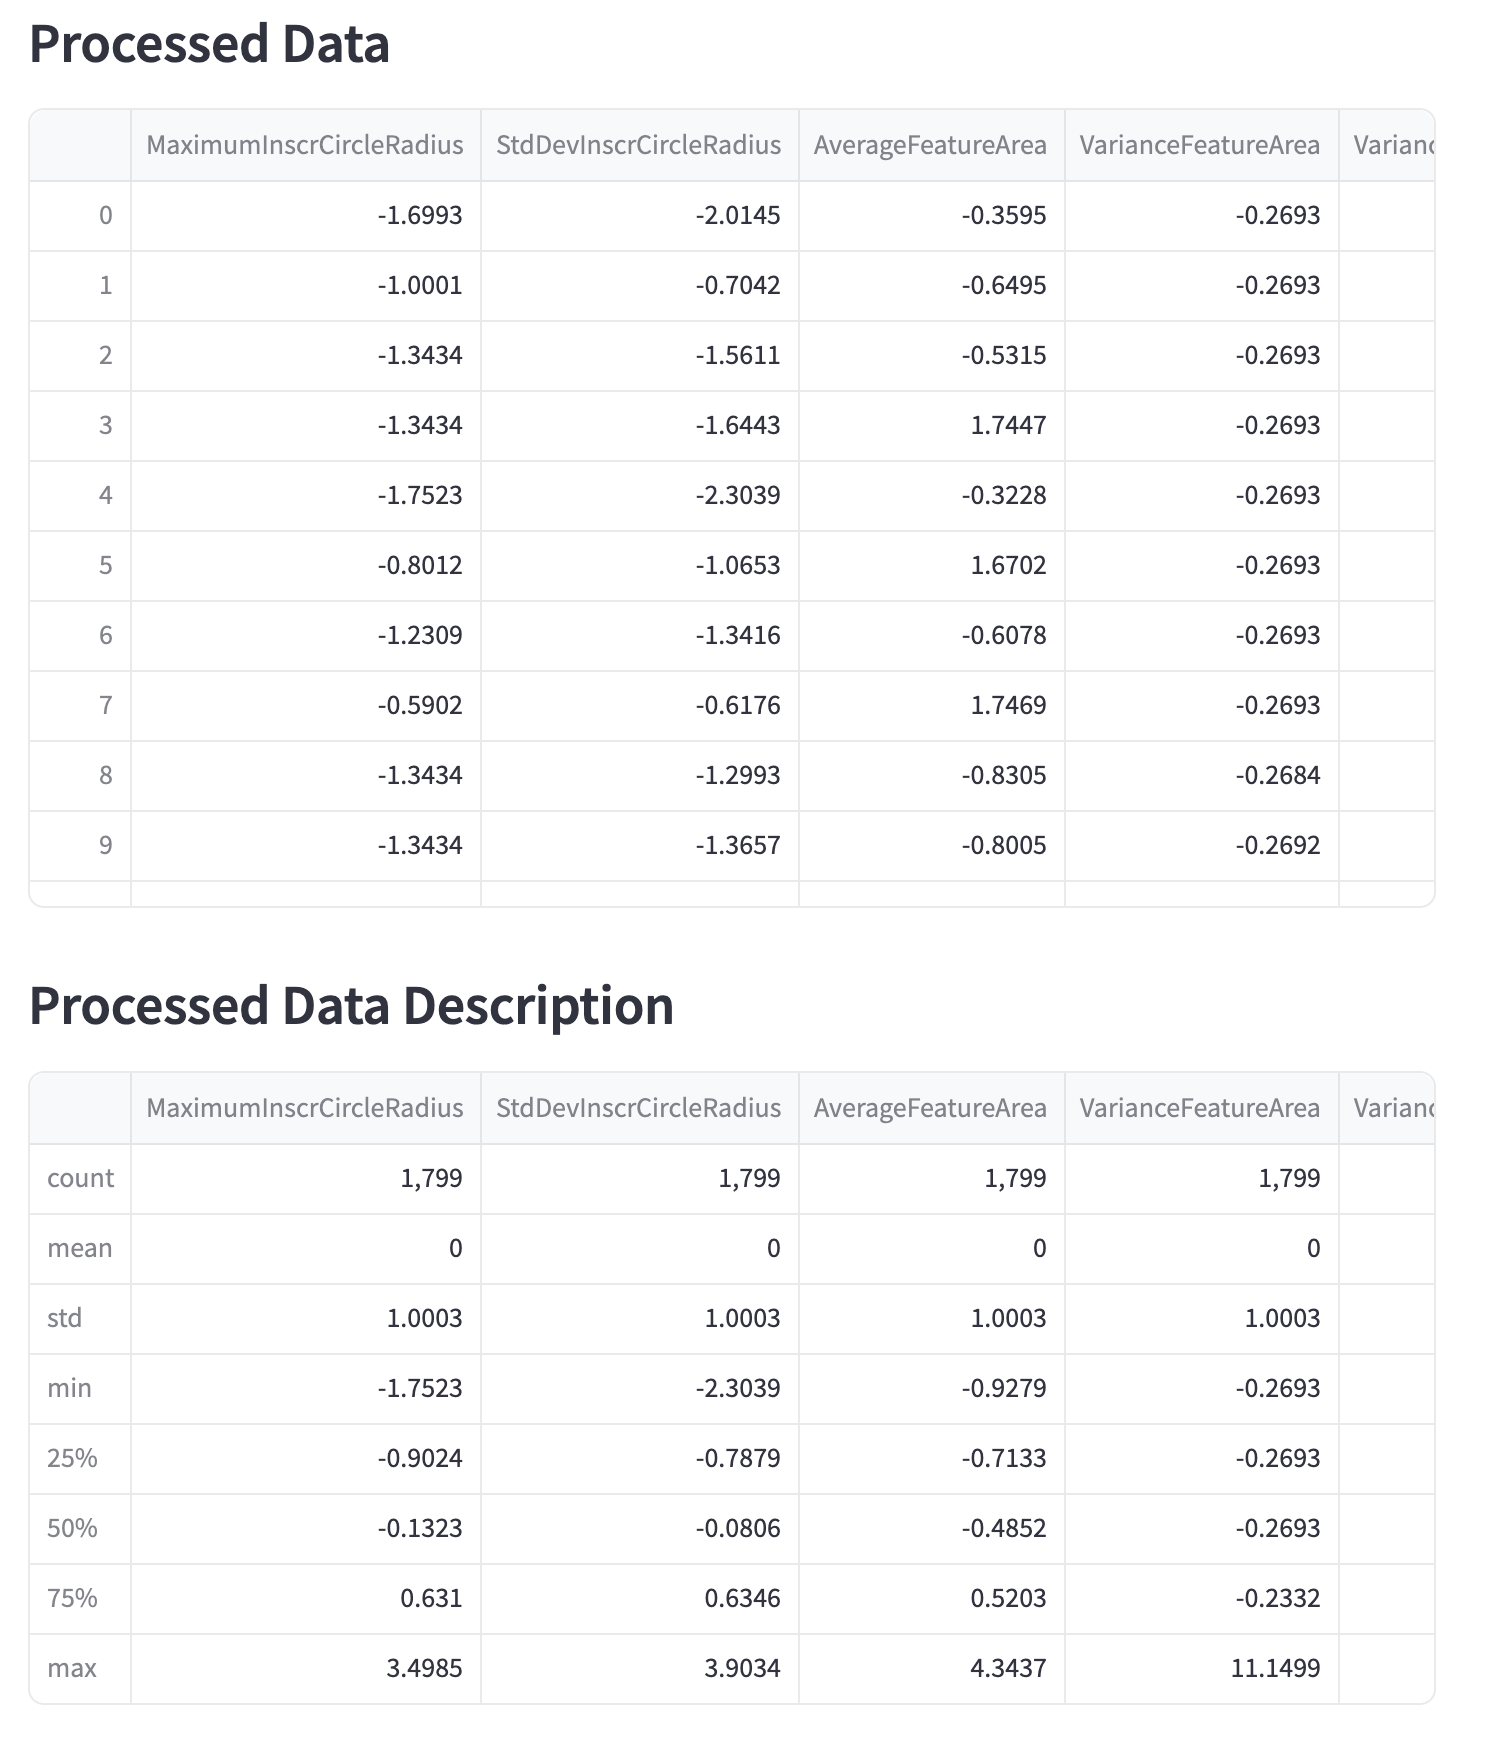 Processed Data
MaximumInscrCircleRadius StdDevInscrCircleRadius AverageFeatureArea VarianceFeatureArea Varianc
0 -1.6993 -2.0145 -0.3595 -0.2693
1 -1.0001 -0.7042 -0.6495 -0.2693
2 -1.3434 -1.5611 -0.5315 -0.2693
3 -1.3434 -1.6443 1.7447 -0.2693
4 -1.7523 -2.3039 -0.3228 -0.2693
5 -0.8012 -1.0653 1.6702 -0.2693
6 -1.2309 -1.3416 -0.6078 -0.2693
7 -0.5902 -0.6176 1.7469 -0.2693
8 -1.3434 -1.2993 -0.8305 -0.2684
9 -1.3434 -1.3657 -0.8005 -0.2692
Processed Data Description
MaximumInscrCircleRadius StdDevInscrCircleRadius AverageFeatureArea VarianceFeatureArea Varianc
count 1,799 1,799 1,799 1,799
mean 0 0 0 0
std 1.0003 1.0003 1.0003 1.0003
min -1.7523 -2.3039 -0.9279 -0.2693
25% -0.9024 -0.7879 -0.7133 -0.2693
50% -0.1323 -0.0806 -0.4852 -0.2693
75% 0.631 0.6346 0.5203 -0.2332
max 3.4985 3.9034 4.3437 11.1499